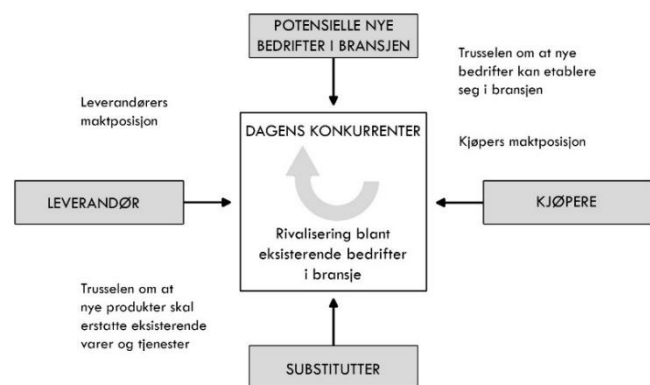 POTENSIELLE NYE
BEDRIFTER I BRANSJEN
Trusselen om at nye
bedrifter kan etablere
seg i bransjen
Leverandørers
maktposisjon
DAGENS KONKURRENTER
Kjøpers maktposisjon
LEVERANDØR
KJØPERE
Rivalisering blant
eksisterende bedrifter
i bransje
Trusselen om at
nye produkter skal
erstatte eksisterende
varer og tjenester
SUBSTITUTTER